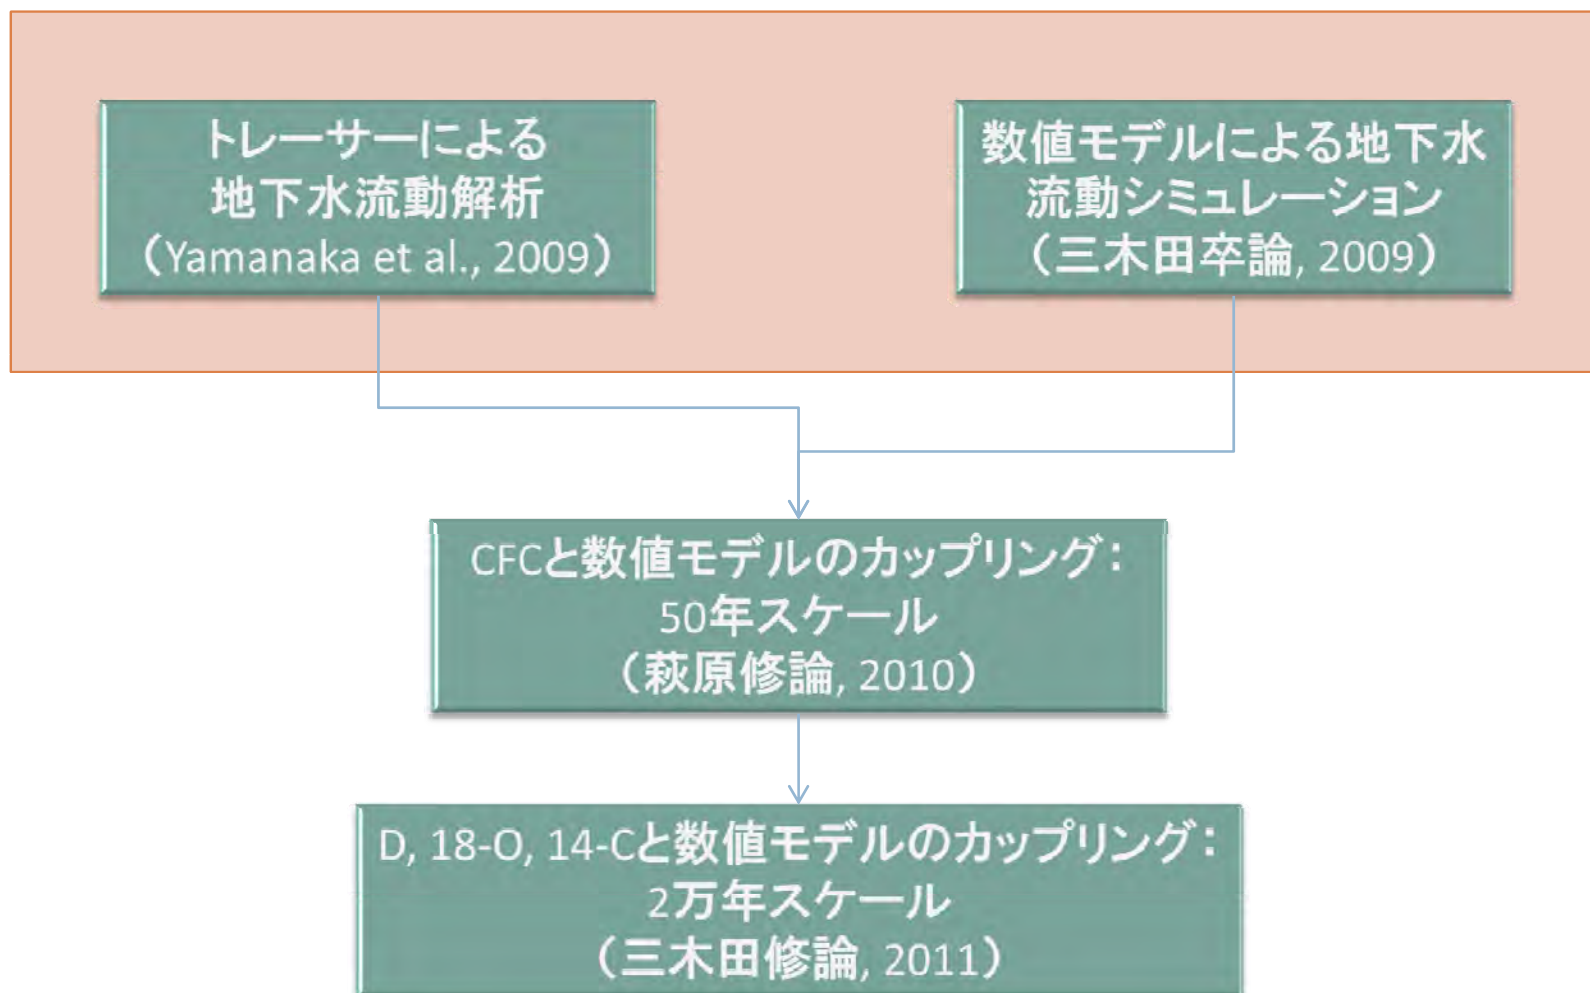 トレーサーによる
地下水流動解析
（Yamanaka et al., 2009）
数値モデルによる地下水
流動シミュレーション
（三木田卒論, 2009）
CFCと数値モデルのカップリング：
50年スケール
（萩原修論, 2010）
D, 18-O, 14-Cと数値モデルのカップリング：
2万年スケール
（三木田修論, 2011）